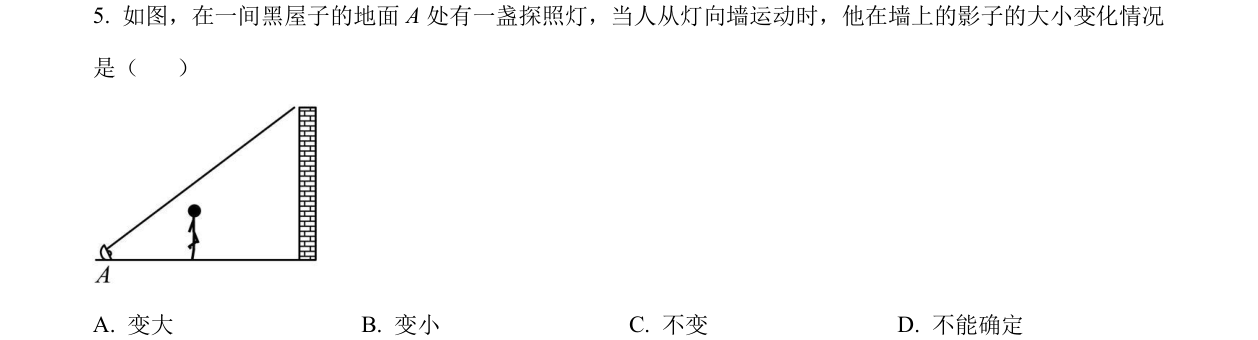 5. 如图，在一间黑屋子的地面 A 处有一盏探照灯，当人从灯向墙运动时，他在墙上的影子的大小变化情况
是（　　）
A
A. 变大 B. 变小 C. 不变 D. 不能确定